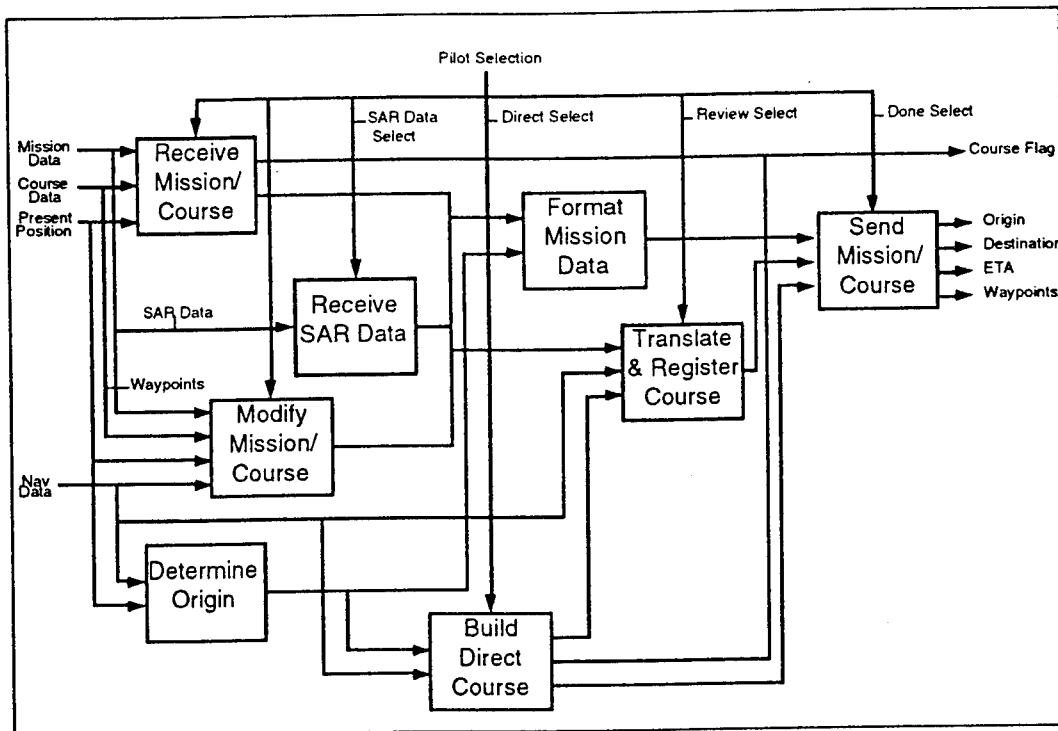 Pilot Selection
SAR Data
Select
Direct Select
Review Select
Done Select
Mission
Data
Course
Data
Present
Position
Receive
Mission/
Course
Course Flag
Format
Mission
Data
Send
Mission/
Course
Origin
Destination
ETA
Waypoints
SAR Data
Receive
SAR Data
Translate
& Register
Course
Waypoints
Modify
Mission/
Course
Nav
Data
Determine
Origin
Build
Direct
Course